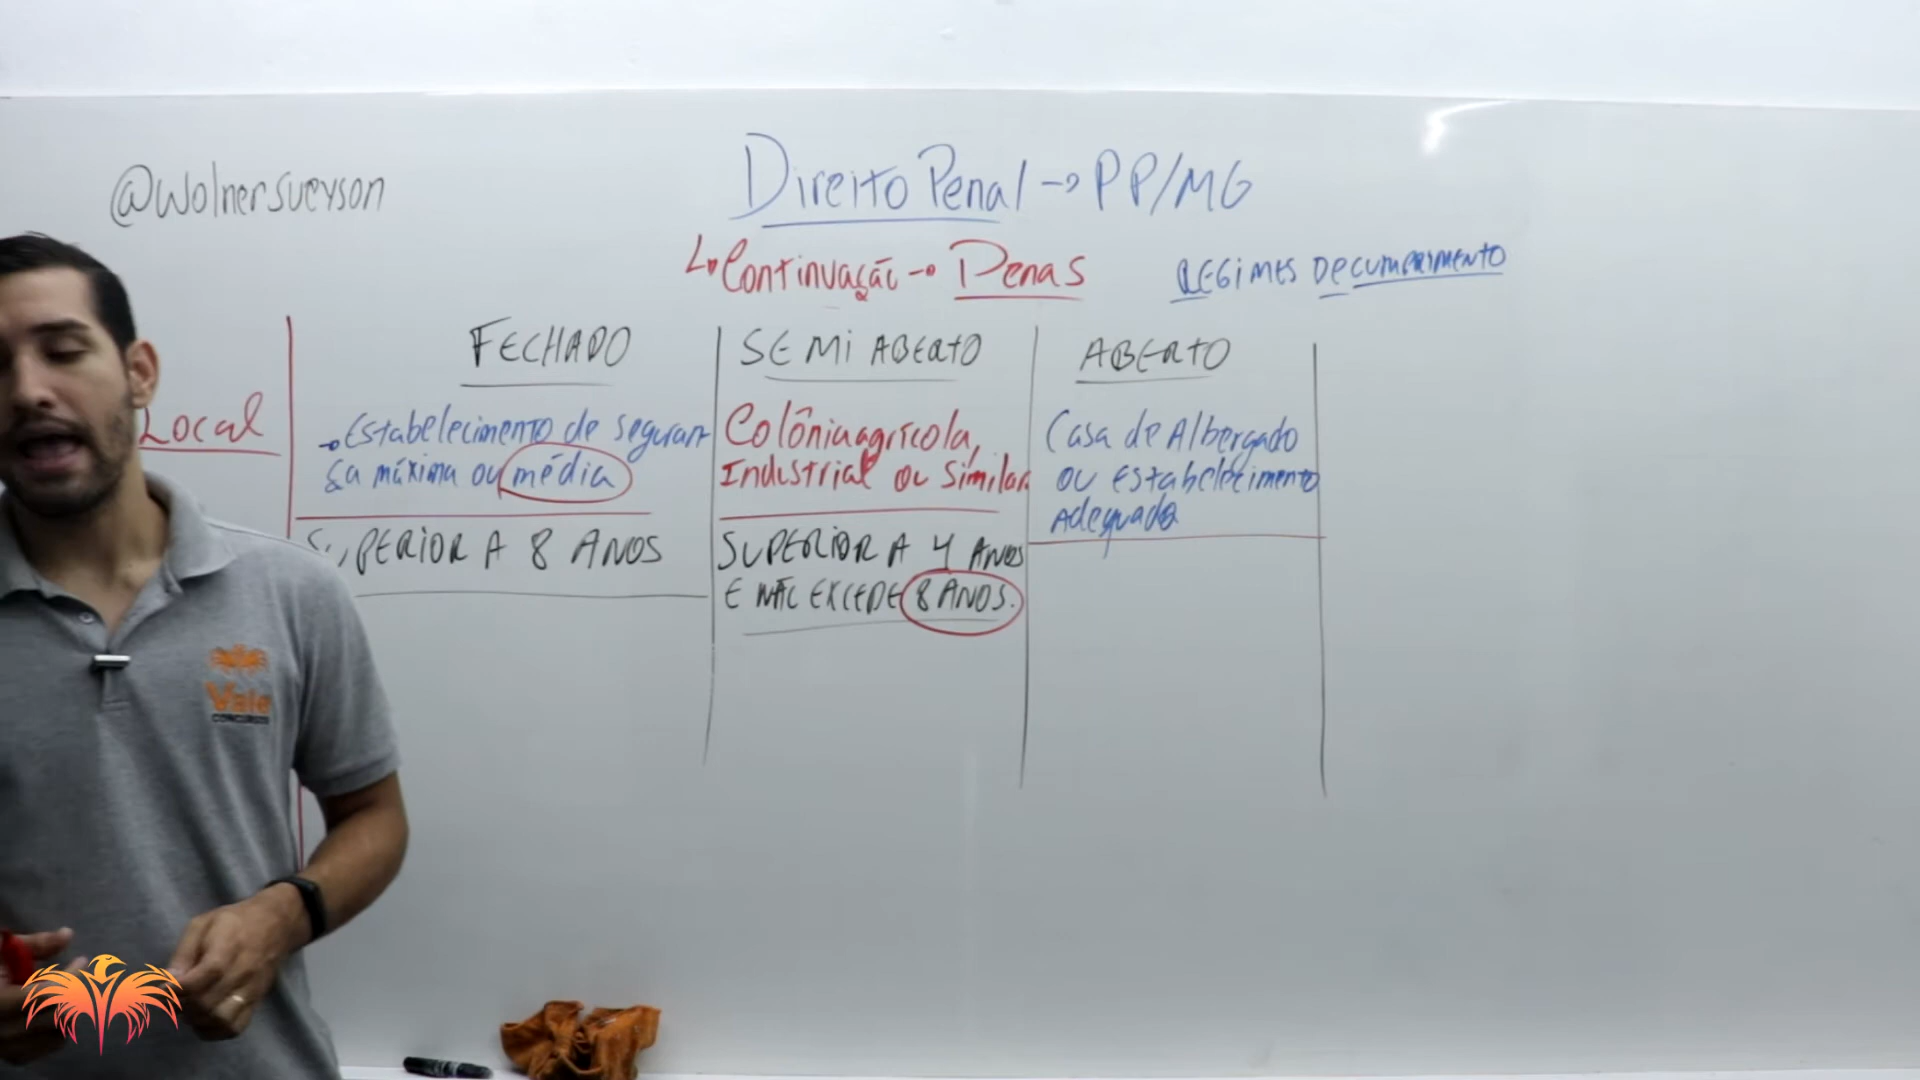 @wolnersueyson
Direito Penal → PP/MG
↳ Continuação → Penas
REGIMES DE CUMPRIMENTO
FECHADO
SEMI ABERTO
ABERTO
Local
→ Estabelecimento de seguran
ça máxima ou média
Colônia agrícola,
Industrial ou Similar
Casa de Albergado
ou Estabelecimento
Adequado
SUPERIOR A 8 ANOS
SUPERIOR A 4 ANOS
E NÃO EXCEDE 8 ANOS.
Vale
CONCURSOS